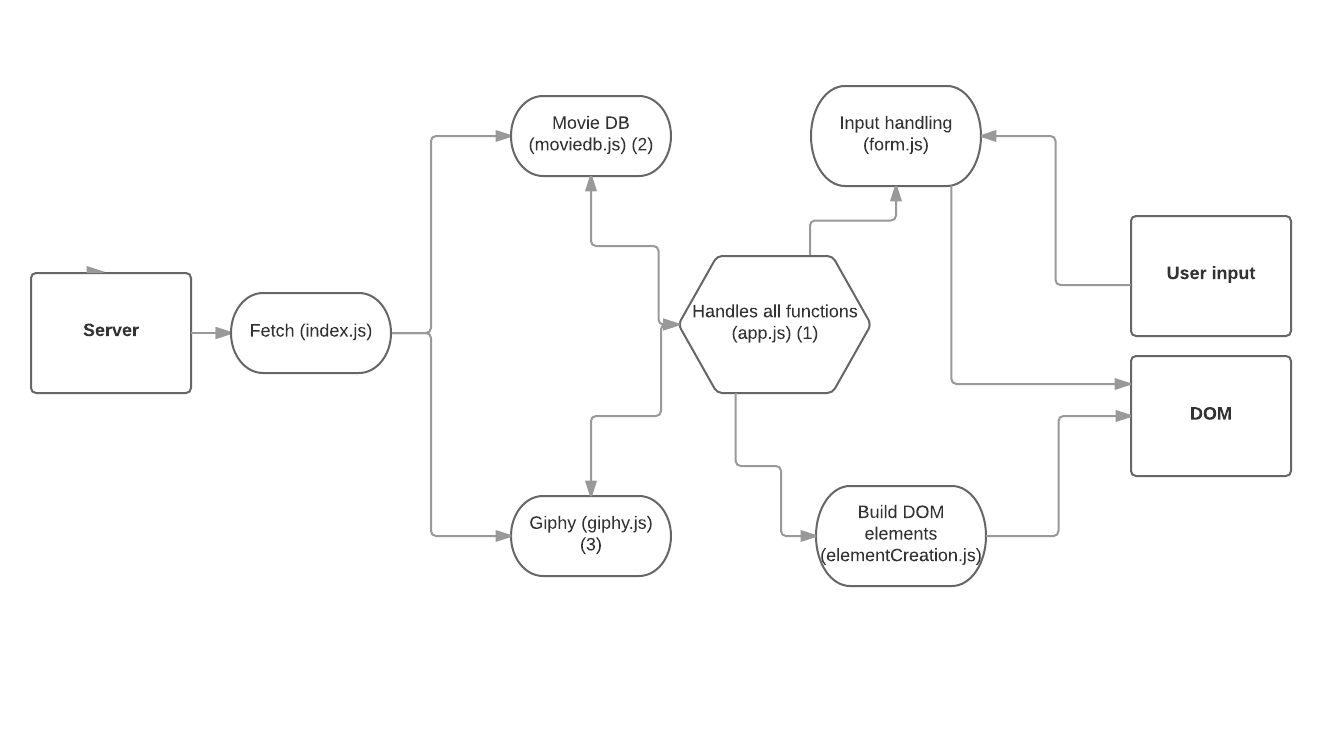 Movie DB
(moviedb.js) (2)
Input handling
(form.js)
User input
Server
Fetch (index.js)
Handles all functions
(app.js) (1)
DOM
Giphy (giphy.js)
(3)
Build DOM
elements
(elementCreation.js)